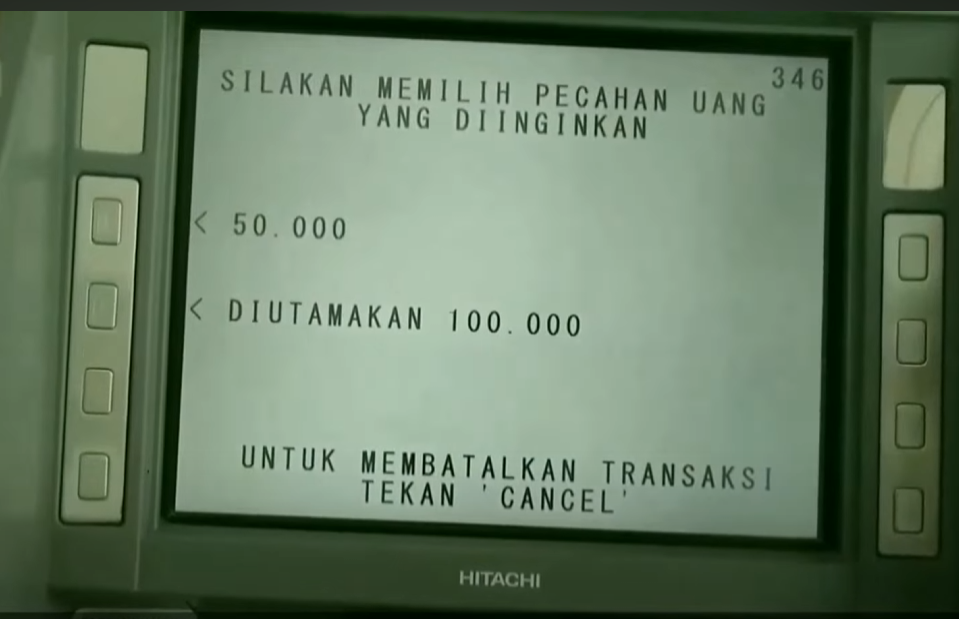 346
SILAKAN MEMILIH PECAHAN UANG
YANG DIINGINKAN
< 50.000
< DIUTAMAKAN 100.000
UNTUK MEMBATALKAN TRANSAKSI
TEKAN 'CANCEL'
HITACHI